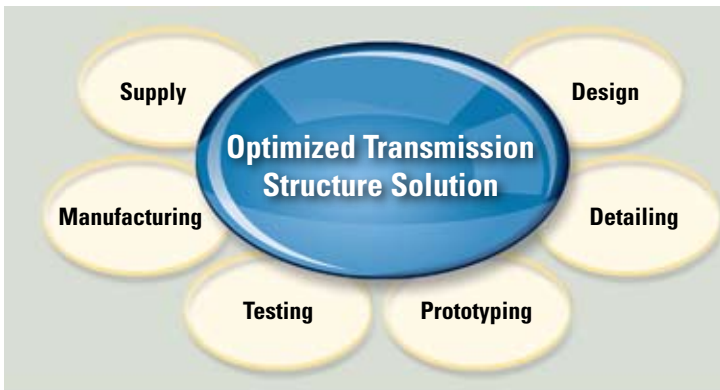 Supply
Design
Optimized Transmission
Structure Solution
Manufacturing
Detailing
Testing
Prototyping